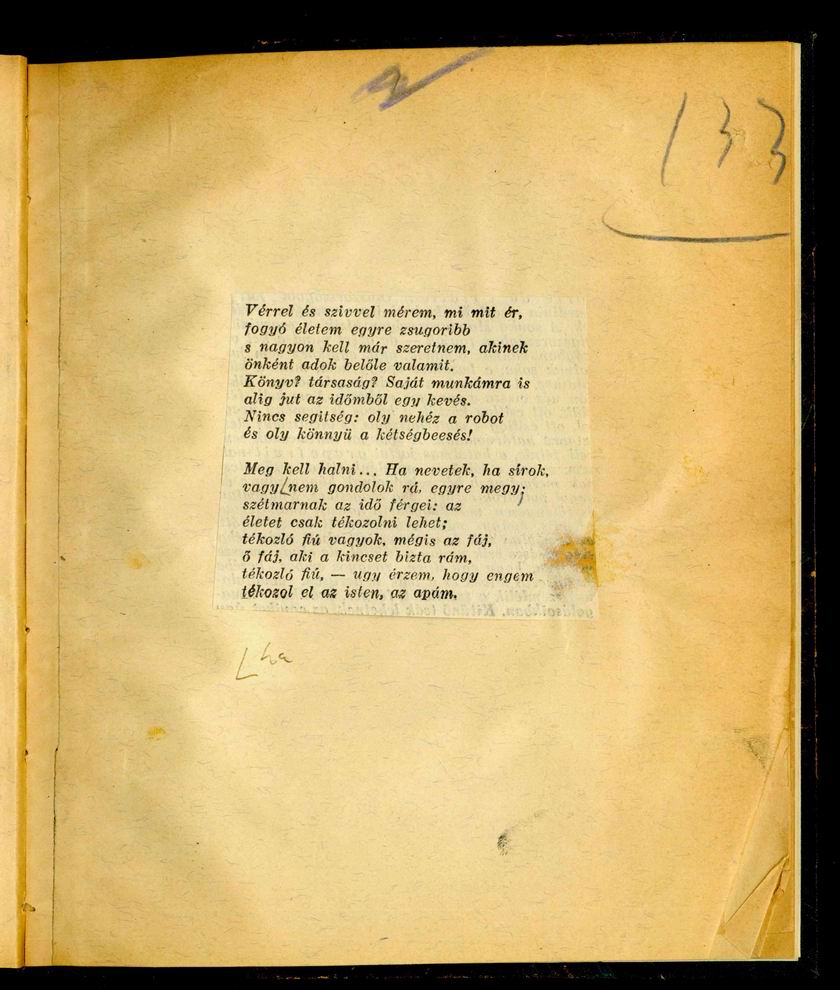 2
133
Vérrel és szivvel mérem, mi mit ér,
fogyó életem egyre zsugoribb
s nagyon kell már szeretnem, akinek
önként adok belőle valamit.
Könyv? társaság? Saját munkámra is
alig jut az időmből egy kevés.
Nincs segitség: oly nehéz a robot
és oly könnyü a kétségbeesés!
Meg kell halni... Ha nevetek, ha sírok,
vagy nem gondolok rá, egyre megy;
szétmarnak az idő férgei: az
életet csak tékozolni lehet;
tékozló fiú vagyok, mégis az fáj,
ő fáj, aki a kincset bizta rám,
tékozló fiú, — ugy érzem, hogy engem
tékozol el az isten, az apám.
ha